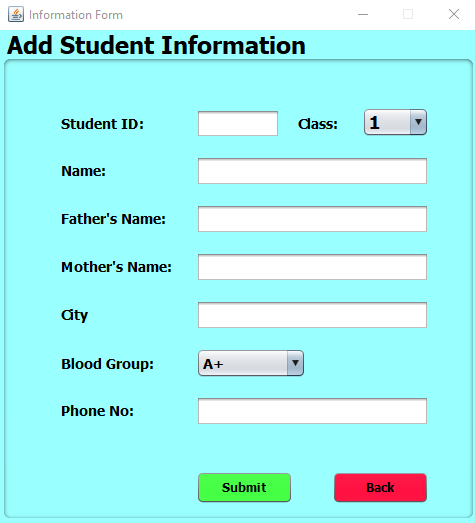 Information Form
Add Student Information
Student ID: Class: 1
Name:
Father's Name:
Mother's Name:
City
Blood Group: A+
Phone No:
Submit Back